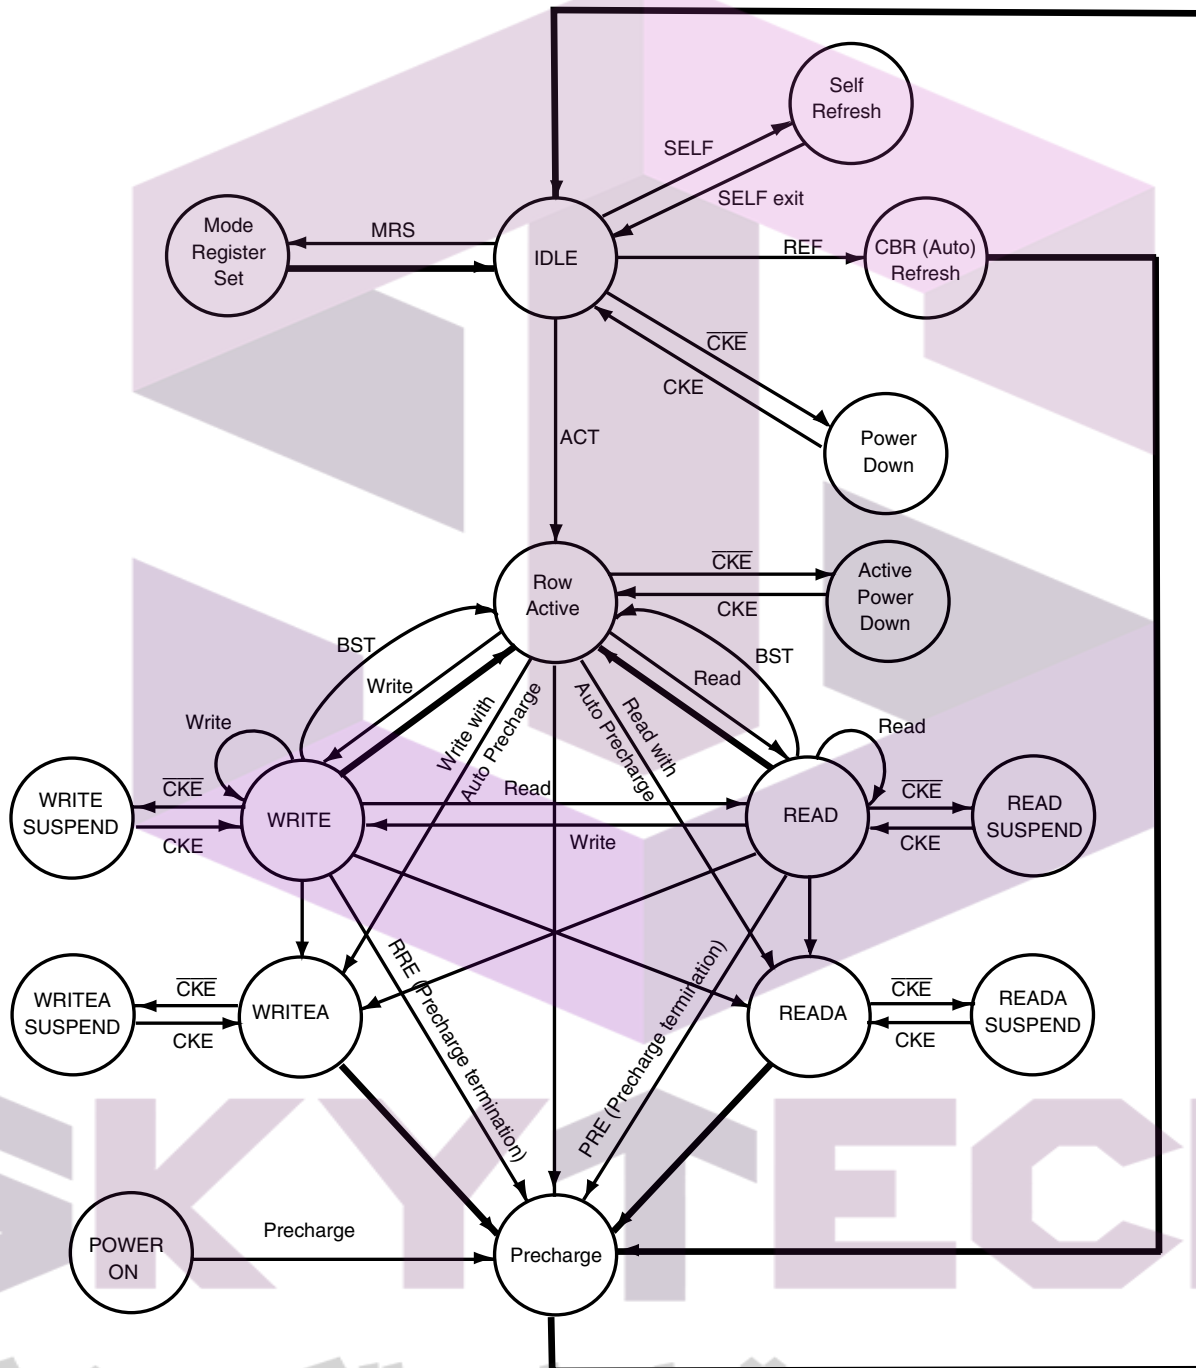 Self
Refresh
SELF
SELF exit
Mode
Register
Set
MRS
IDLE
REF
CBR (Auto)
Refresh
CKE
CKE
Power
Down
ACT
Row
Active
CKE
CKE
Active
Power
Down
BST
Write
Write with
Auto Precharge
Read with
Auto Precharge
Read
BST
Write
Read
WRITE
SUSPEND
CKE
CKE
WRITE
Read
Write
READ
CKE
CKE
READ
SUSPEND
WRITEA
SUSPEND
CKE
CKE
WRITEA
RRE (Precharge termination)
PRE (Precharge termination)
READA
CKE
CKE
READA
SUSPEND
SKYTEC
POWER
ON
Precharge
Precharge